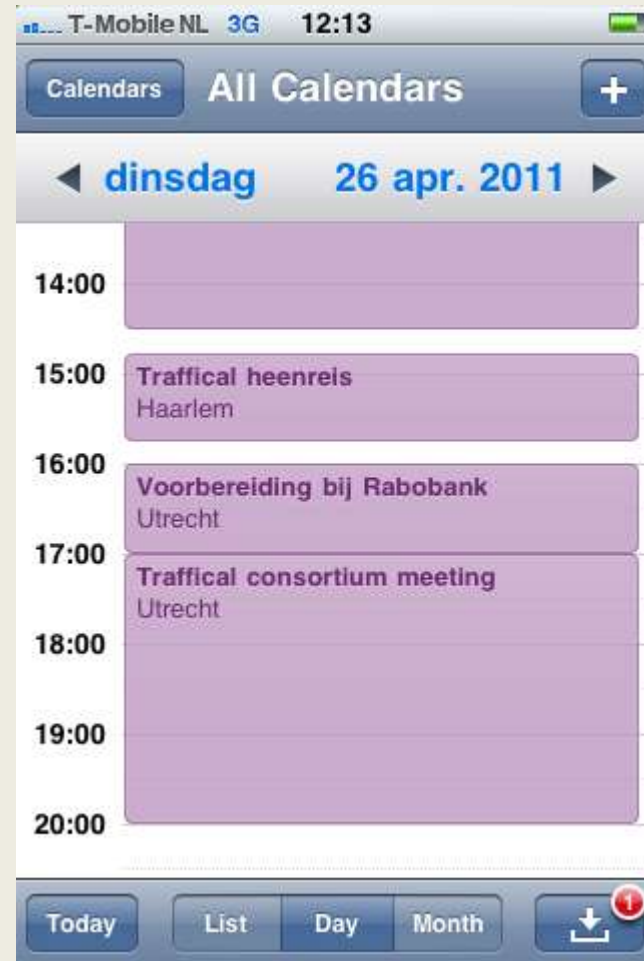 T-Mobile NL 3G 12:13
Calendars All Calendars +
dinsdag 26 apr. 2011
14:00
15:00 Traffical heenreis
Haarlem
16:00
Voorbereiding bij Rabobank
Utrecht
17:00
Traffical consortium meeting
Utrecht
18:00
19:00
20:00
Today List Day Month 1